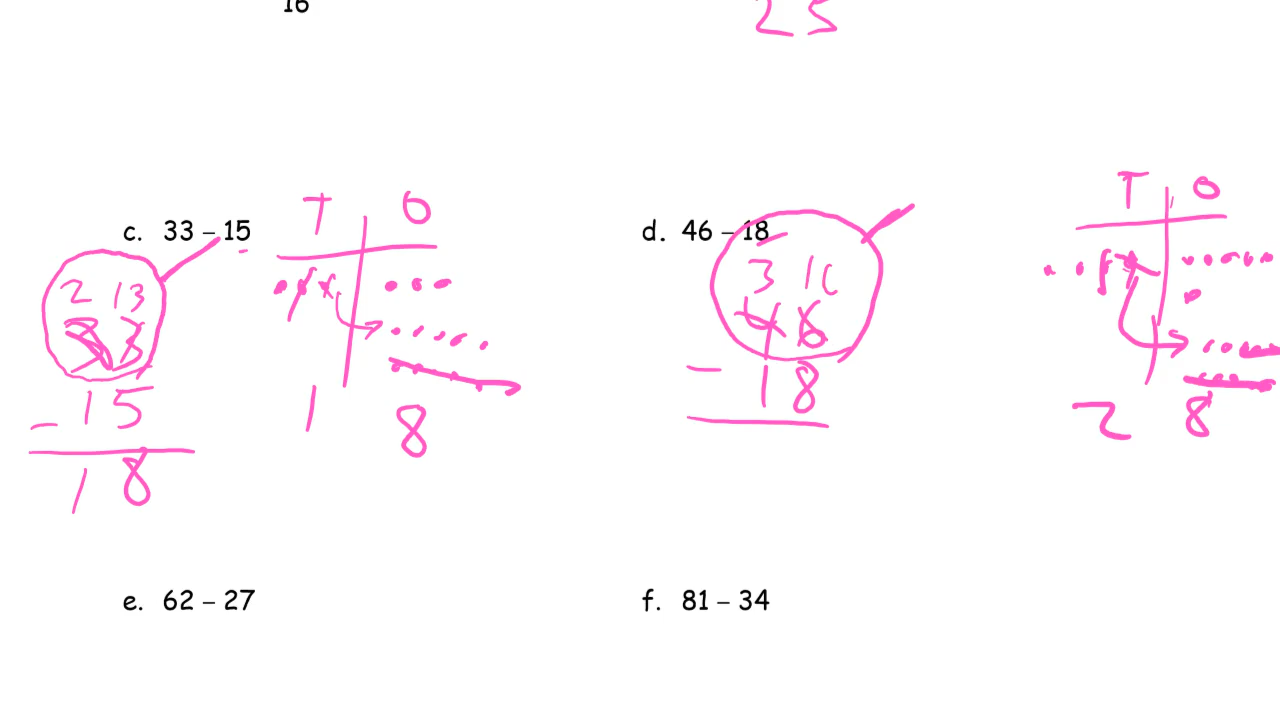 16
25
c. 33 – 15
T O
2 13
33
- 15
18
1 8
d. 46 – 18
T O
3 16
46
- 18
2 8
e. 62 – 27
f. 81 – 34